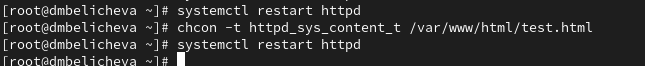 [root@dmbelicheva ~]# systemctl restart httpd
[root@dmbelicheva ~]# chcon -t httpd_sys_content_t /var/www/html/test.html
[root@dmbelicheva ~]# systemctl restart httpd
[root@dmbelicheva ~]#